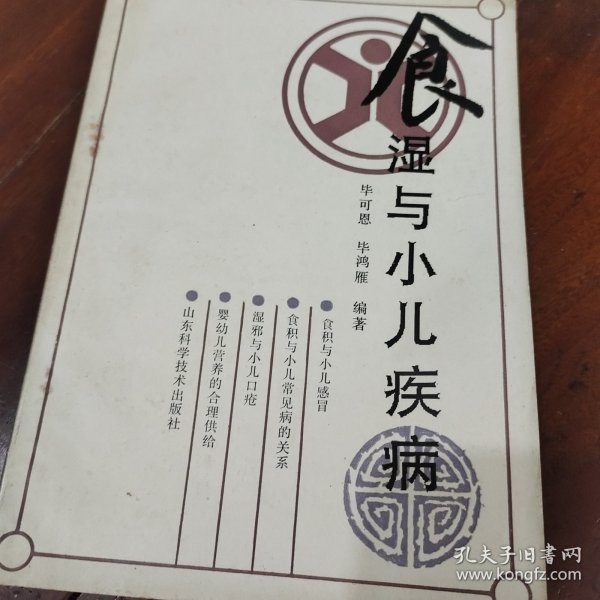 食湿与小儿疾病
毕可恩 毕鸿雁 编著
食积与小儿感冒
食积与小儿常见病的关系
湿邪与小儿口疮
婴幼儿营养的合理供给
山东科学技术出版社
孔夫子旧书网
www.kongfz.com